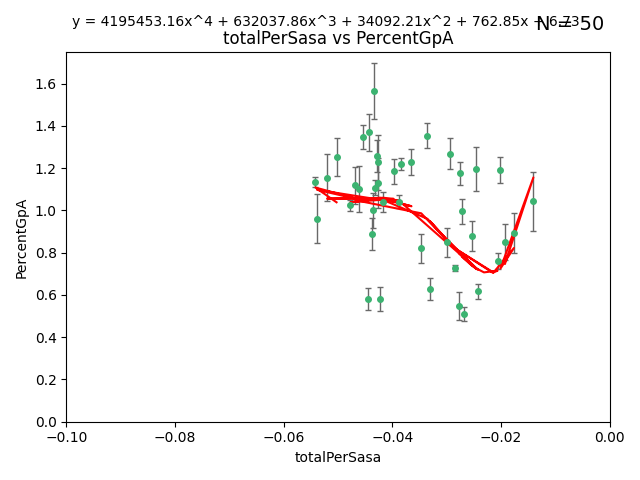 y = 4195453.16x^4 + 632037.86x^3 + 34092.21x^2 + 762.85x + 6.73
N = 50
totalPerSasa vs PercentGpA
1.6
1.4
1.2
1.0
0.8
0.6
0.4
0.2
0.0
PercentGpA
−0.10 −0.08 −0.06 −0.04 −0.02 0.00
totalPerSasa